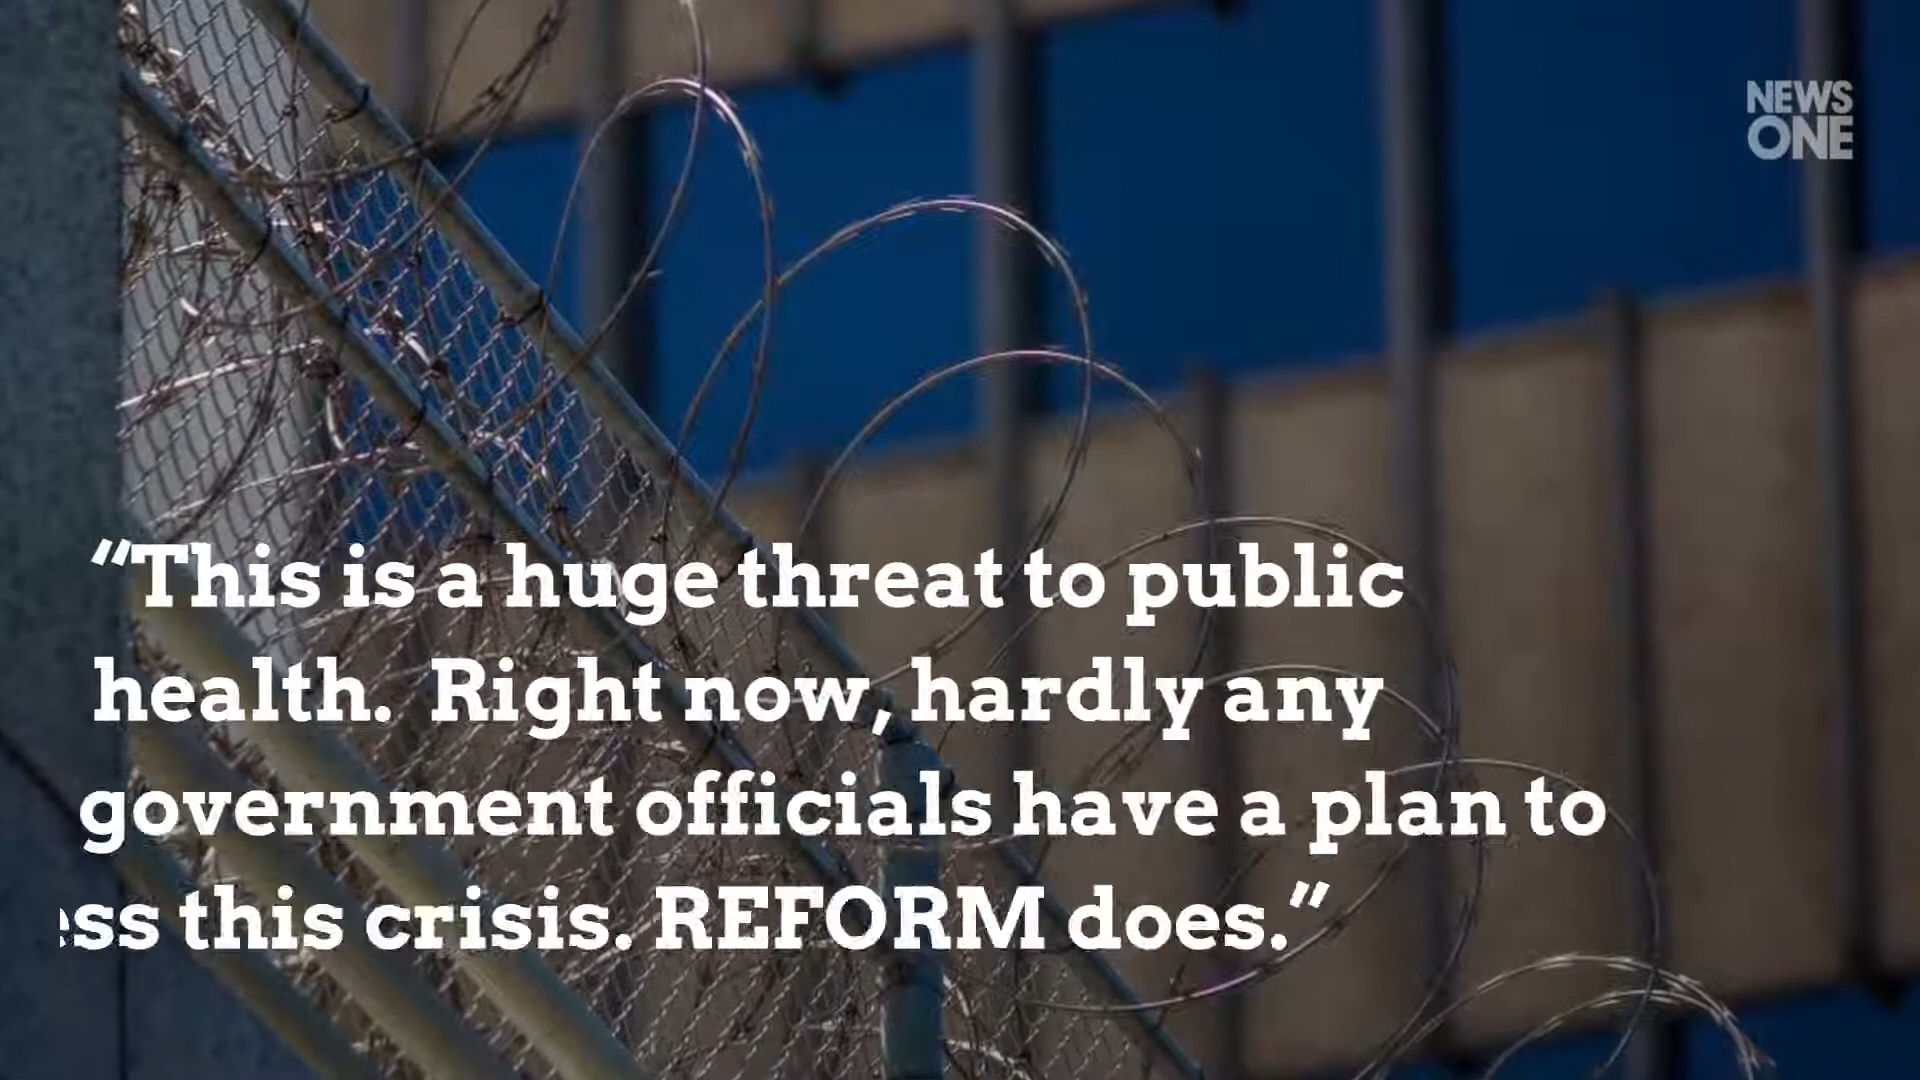 NEWS
ONE
“This is a huge threat to public
health. Right now, hardly any
government officials have a plan to
this crisis. REFORM does.”